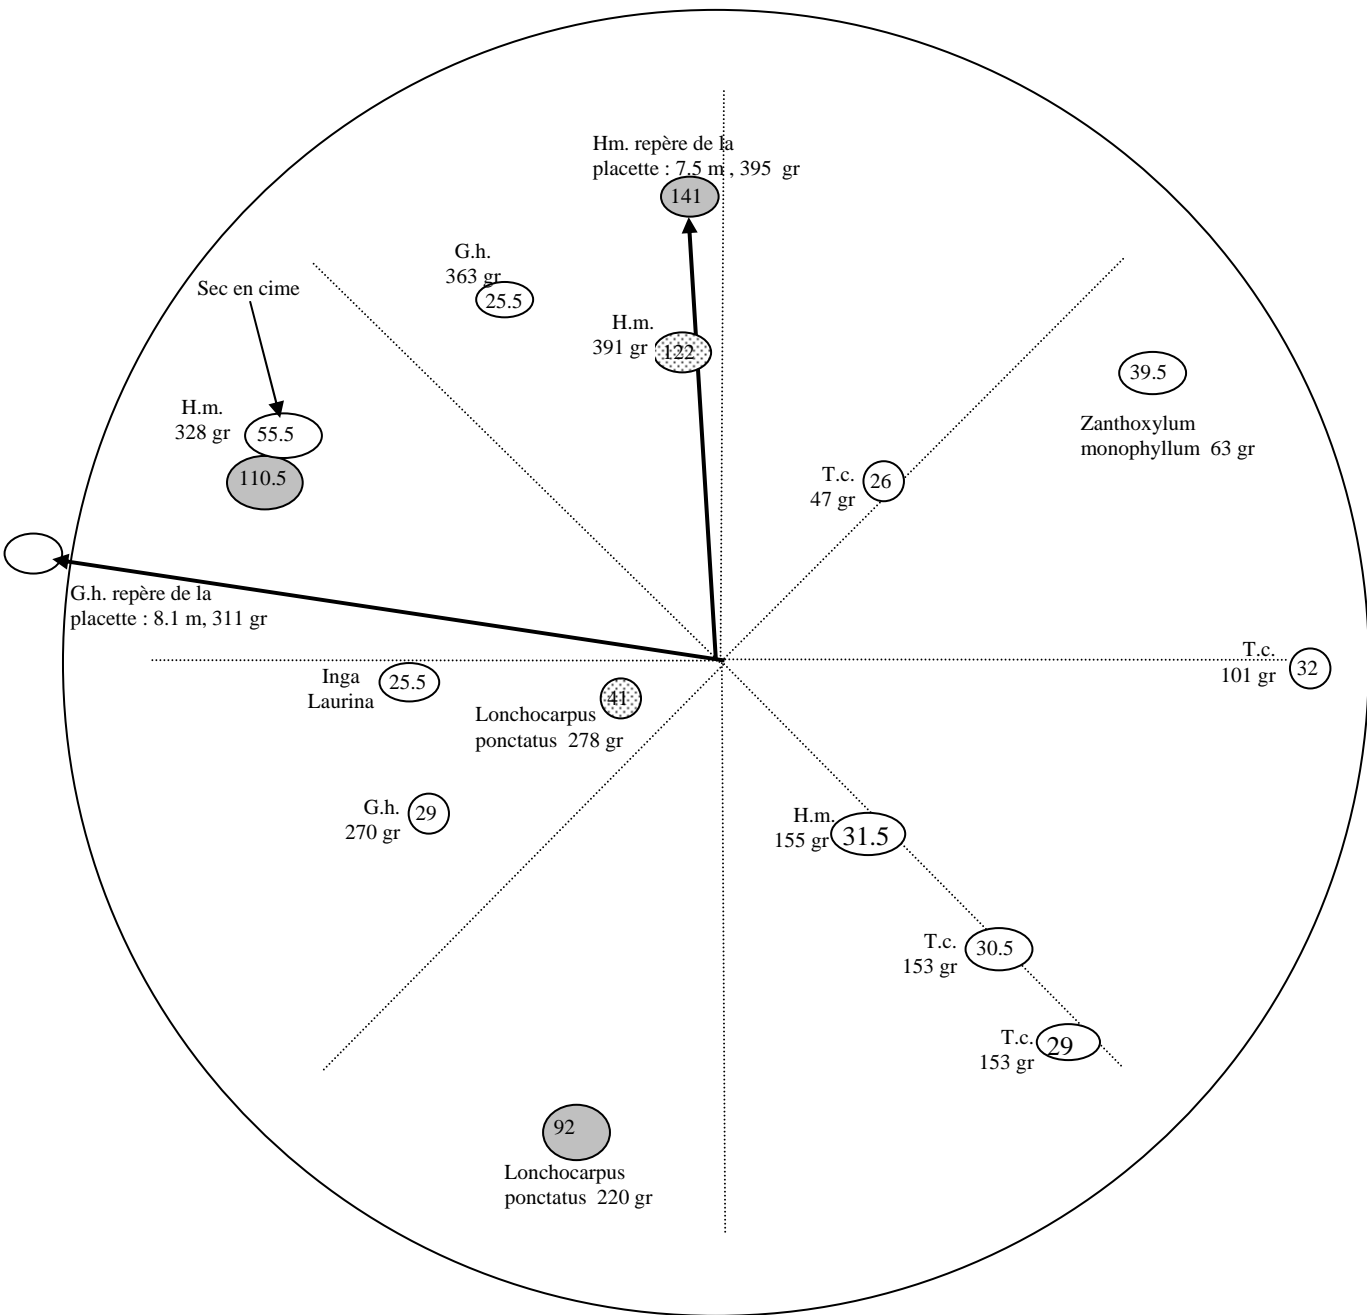 Hm. repère de la
placette : 7.5 m , 395 gr
141
G.h.
363 gr
25.5
Sec en cime
H.m.
391 gr
122
39.5
Zanthoxylum
monophyllum 63 gr
H.m.
328 gr
55.5
110.5
T.c.
47 gr
26
G.h. repère de la
placette : 8.1 m, 311 gr
T.c.
101 gr
32
Inga
Laurina
25.5
41
Lonchocarpus
ponctatus 278 gr
G.h.
270 gr
29
H.m.
155 gr
31.5
T.c.
153 gr
30.5
T.c.
153 gr
29
92
Lonchocarpus
ponctatus 220 gr